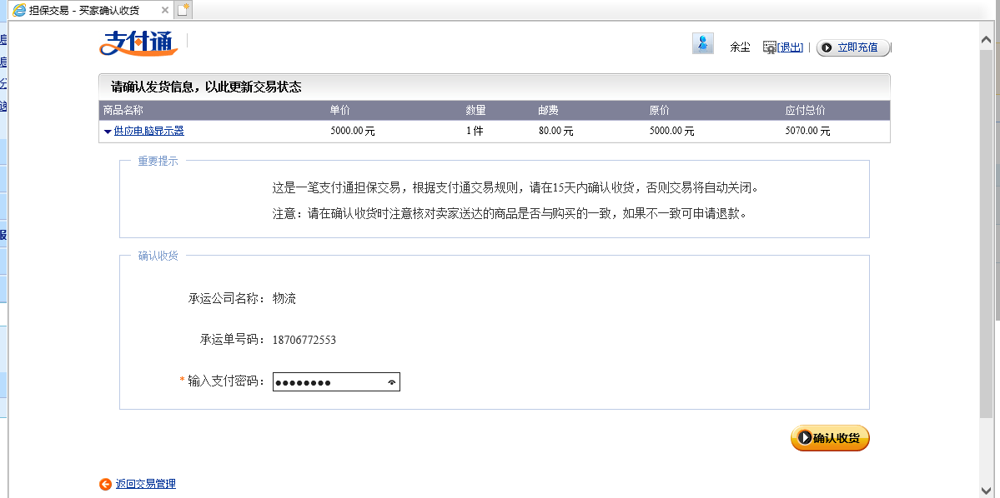 担保交易 - 买家确认收货
支付通
余尘 [退出] | 立即充值
请确认发货信息，以此更新交易状态
商品名称 单价 数量 邮费 原价 应付总价
供应电脑显示器 5000.00 元 1 件 80.00 元 5000.00 元 5070.00 元
重要提示
这是一笔支付通担保交易，根据支付通交易规则，请在15天内确认收货，否则交易将自动关闭。
注意：请在确认收货时注意核对卖家送达的商品是否与购买的一致，如果不一致可申请退款。
确认收货
承运公司名称： 物流
承运单号码： 18706772553
* 输入支付密码： ●●●●●●●●
确认收货
返回交易管理